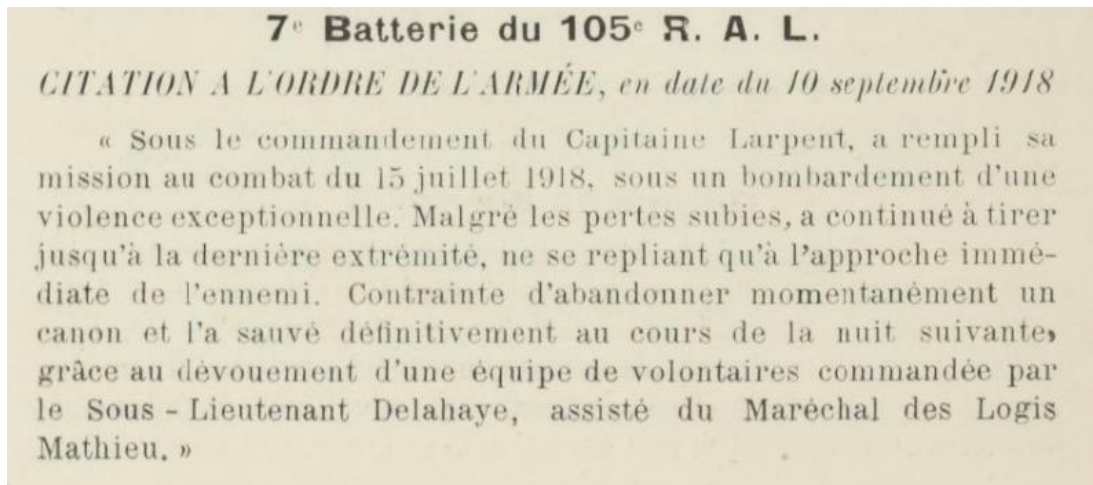 7e Batterie du 105e R. A. L.
CITATION A L'ORDRE DE L'ARMÉE, en date du 10 septembre 1918
« Sous le commandement du Capitaine Larpent, a rempli sa
mission au combat du 15 juillet 1918, sous un bombardement d'une
violence exceptionnelle. Malgré les pertes subies, a continué à tirer
jusqu'à la dernière extrémité, ne se repliant qu'à l'approche immé-
diate de l'ennemi. Contrainte d'abandonner momentanément un
canon et l'a sauvé définitivement au cours de la nuit suivante,
grâce au dévouement d'une équipe de volontaires commandée par
le Sous - Lieutenant Delahaye, assisté du Maréchal des Logis
Mathieu. »